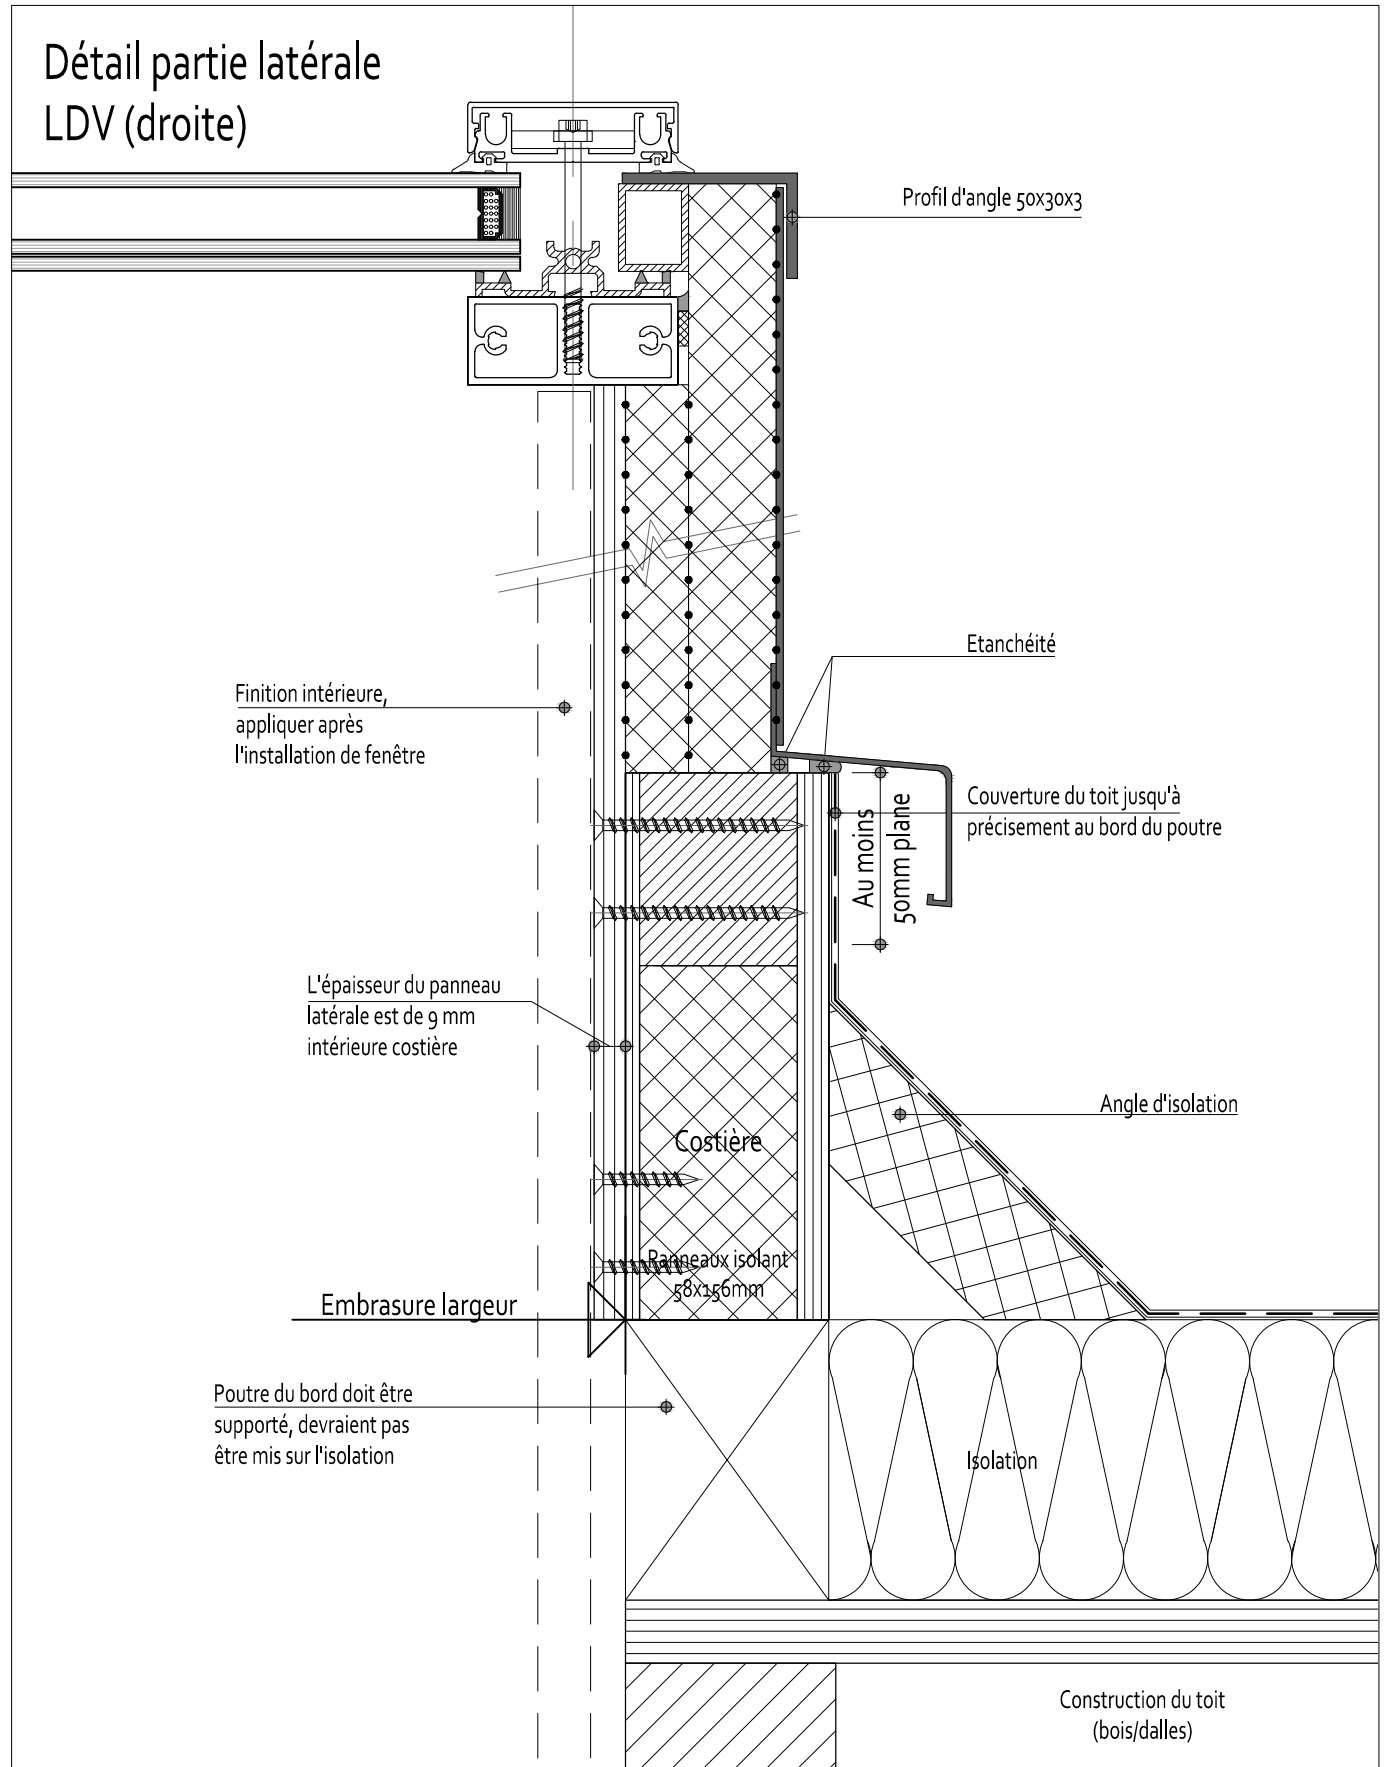 Détail partie latérale
LDV (droite)
Profil d'angle 50x30x3
Etanchéité
Finition intérieure,
appliquer après
l'installation de fenêtre
Couverture du toit jusqu'à
précisement au bord du poutre
Au moins
50mm plane
L'épaisseur du panneau
latérale est de 9 mm
intérieure costière
Angle d'isolation
Costière
Panneaux isolant
58x156mm
Embrasure largeur
Poutre du bord doit être
supporté, devraient pas
être mis sur l'isolation
Isolation
Construction du toit
(bois/dalles)